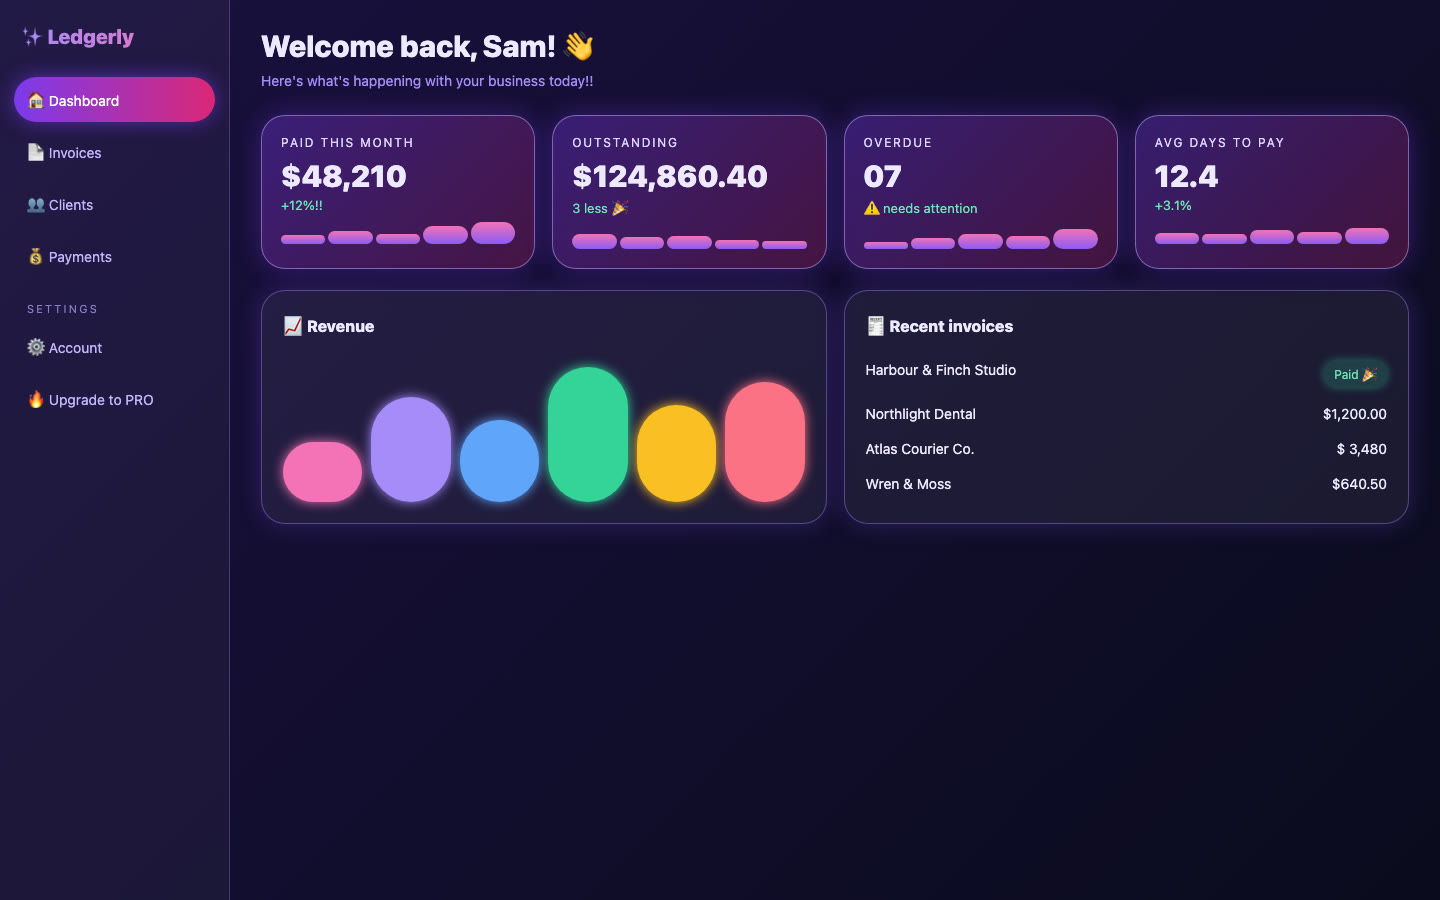 ✨ Ledgerly
🏠 Dashboard
📄 Invoices
👥 Clients
💰 Payments
SETTINGS
⚙️ Account
🔥 Upgrade to PRO
Welcome back, Sam! 👋
Here's what's happening with your business today!!
PAID THIS MONTH
$48,210
+12%!!
OUTSTANDING
$124,860.40
3 less 🎉
OVERDUE
07
⚠️ needs attention
AVG DAYS TO PAY
12.4
+3.1%
📈 Revenue
🧾 Recent invoices
Harbour & Finch Studio Paid 🎉
Northlight Dental $1,200.00
Atlas Courier Co. $ 3,480
Wren & Moss $640.50